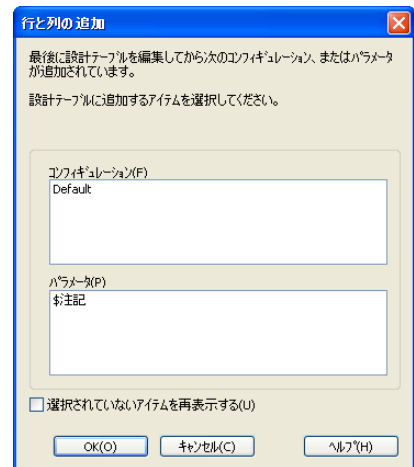 行と列の追加
最後に設計ﾃｰﾌﾞﾙを編集してから次のｺﾝﾌｨｷﾞｭﾚｰｼｮﾝ、またはﾊﾟﾗﾒｰﾀ
が追加されています。
設計ﾃｰﾌﾞﾙに追加するｱｲﾃﾑを選択してください。
ｺﾝﾌｨｷﾞｭﾚｰｼｮﾝ(F)
Default
ﾊﾟﾗﾒｰﾀ(P)
$注記
選択されていないｱｲﾃﾑを再表示する(U)
OK(O) ｷｬﾝｾﾙ(C) ﾍﾙﾌﾟ(H)